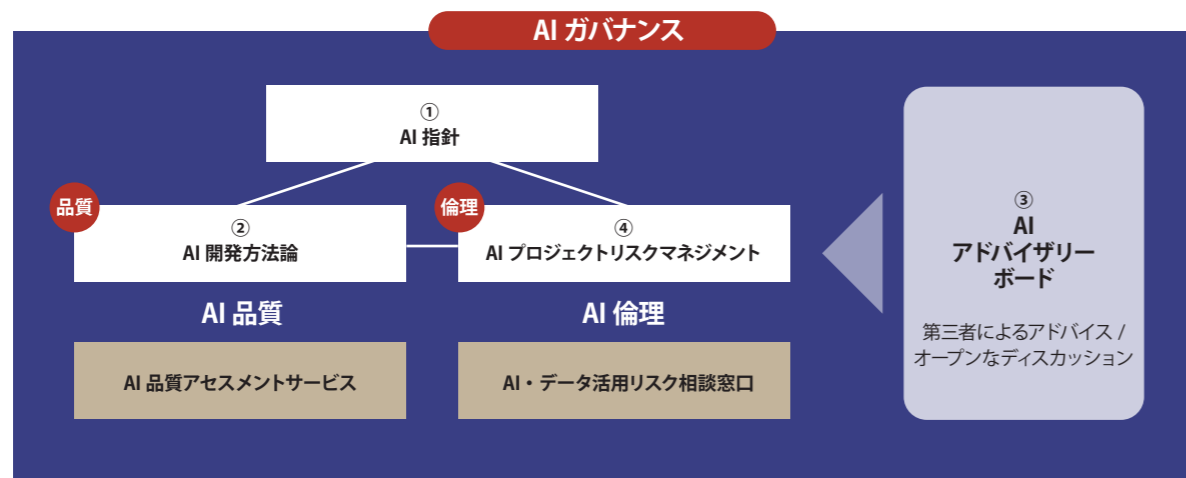 AI ガバナンス
①
AI 指針
品質
②
AI 開発方法論
倫理
④
AI プロジェクトリスクマネジメント
AI 品質
AI 倫理
AI 品質アセスメントサービス
AI・データ活用リスク相談窓口
③
AI
アドバイザリー
ボード
第三者によるアドバイス /
オープンなディスカッション